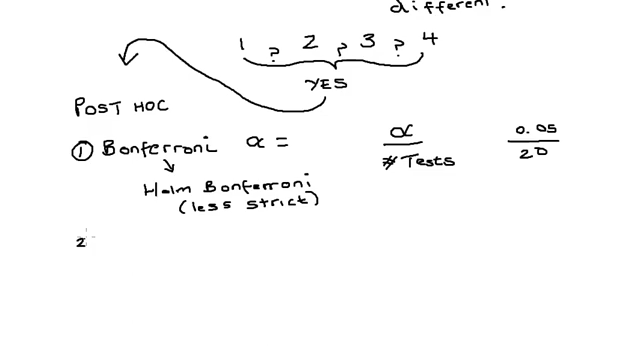 different.
1 ? 2 ? 3 ? 4
YES
POST HOC
① Bonferroni α = α / # Tests 0.05 / 20
Holm Bonferroni
(less strict)
2